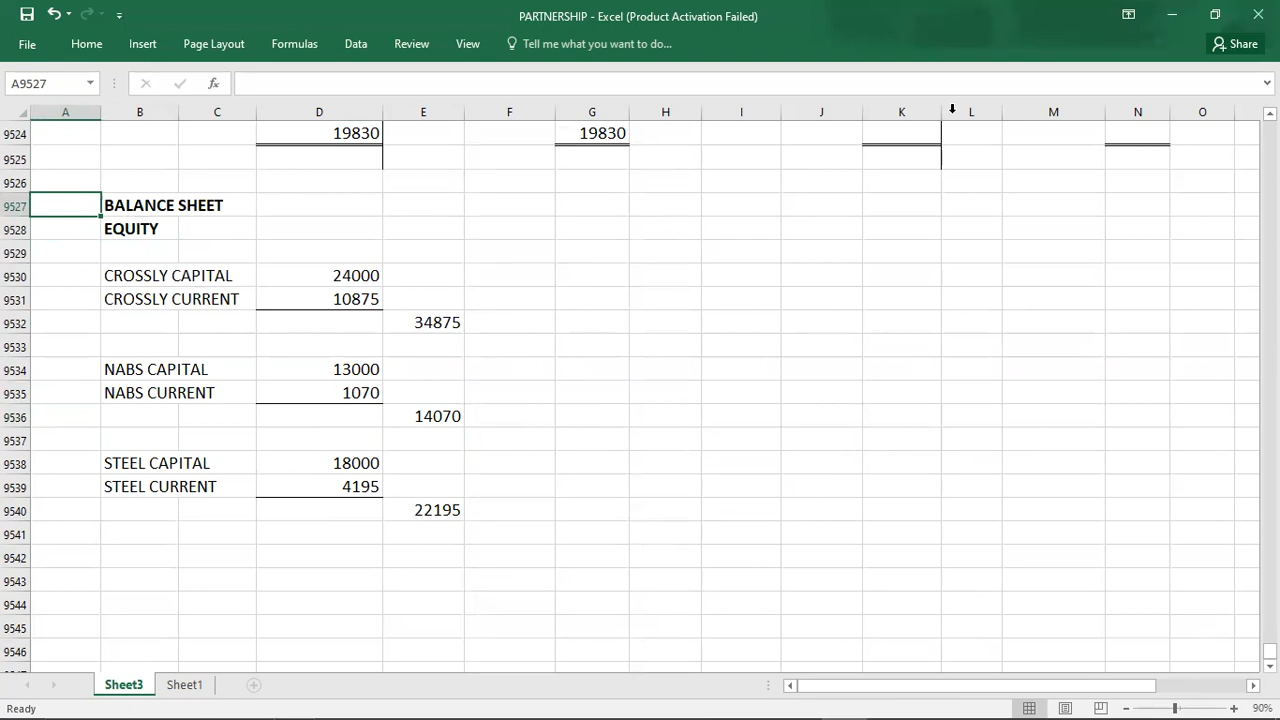 PARTNERSHIP - Excel (Product Activation Failed)
File Home Insert Page Layout Formulas Data Review View Tell me what you want to do... Share
A9527 fx
A B C D E F G H I J K L M N O
9524 19830 19830
9525
9526
9527 BALANCE SHEET
9528 EQUITY
9529
9530 CROSSLY CAPITAL 24000
9531 CROSSLY CURRENT 10875
9532 34875
9533
9534 NABS CAPITAL 13000
9535 NABS CURRENT 1070
9536 14070
9537
9538 STEEL CAPITAL 18000
9539 STEEL CURRENT 4195
9540 22195
9541
9542
9543
9544
9545
9546
Sheet3 Sheet1
Ready 90%